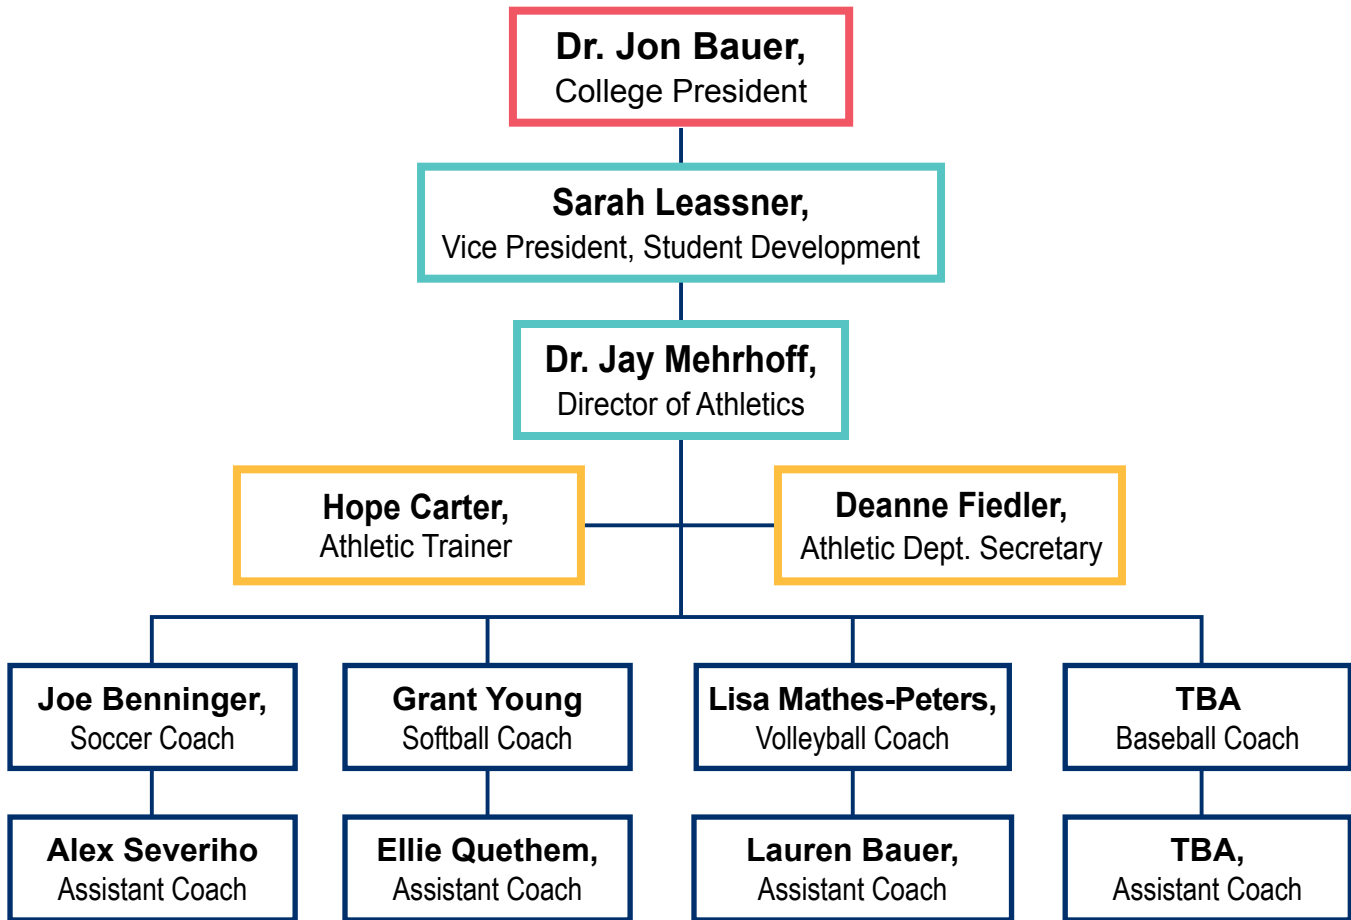 Dr. Jon Bauer,
College President
Sarah Leassner,
Vice President, Student Development
Dr. Jay Mehrhoff,
Director of Athletics
Hope Carter,
Athletic Trainer
Deanne Fiedler,
Athletic Dept. Secretary
Joe Benninger,
Soccer Coach
Grant Young
Softball Coach
Lisa Mathes-Peters,
Volleyball Coach
TBA
Baseball Coach
Alex Severiho
Assistant Coach
Ellie Quethem,
Assistant Coach
Lauren Bauer,
Assistant Coach
TBA,
Assistant Coach